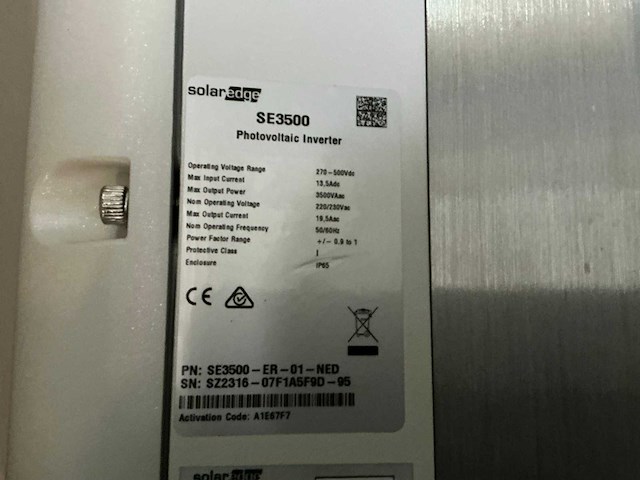 solaredge
SE3500
Photovoltaic Inverter
Operating Voltage Range 270-500Vdc
Max Input Current 13,5Adc
Max Output Power 3500VAac
Nom Operating Voltage 220/230Vac
Max Output Current 19,5Aac
Nom Operating Frequency 50/60Hz
Power Factor Range +/- 0.9 to 1
Protective Class I
Enclosure IP65
CE
PN: SE3500-ER-01-NED
SN: SZ2316-07F1A5F9D-95
Activation Code: A1E67F7
solaredge